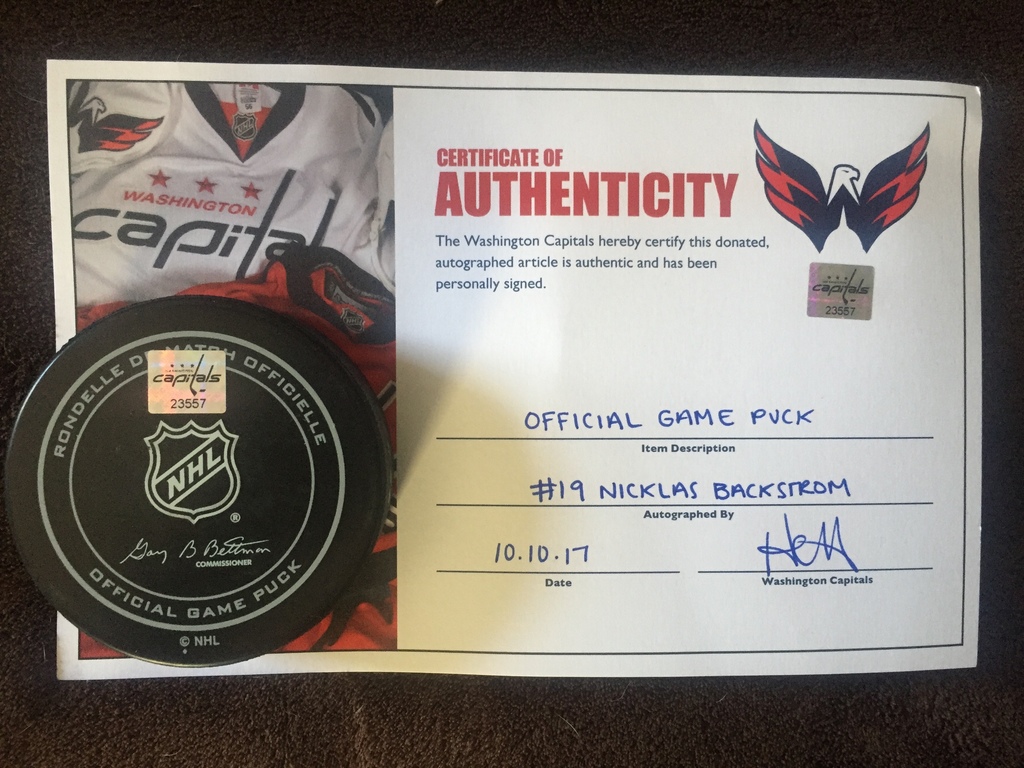 WASHINGTON
capitals
CERTIFICATE OF
AUTHENTICITY
The Washington Capitals hereby certify this donated,
autographed article is authentic and has been
personally signed.
capitals
23557
OFFICIAL GAME PUCK
Item Description
#19 NICKLAS BACKSTROM
Autographed By
10.10.17
Date
Washington Capitals
RONDELLE DE MATCH OFFICIELLE
capitals
23557
NHL
®
Gary B Bettman
COMMISSIONER
OFFICIAL GAME PUCK
© NHL